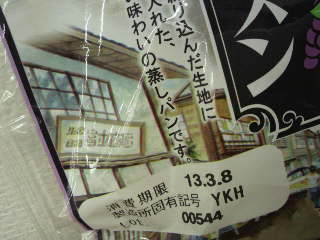 り込んだ生地に
入れた、
味わいの蒸しパンです。
ン
消費期限 13.3.8
製造所固有記号 YKH
00544